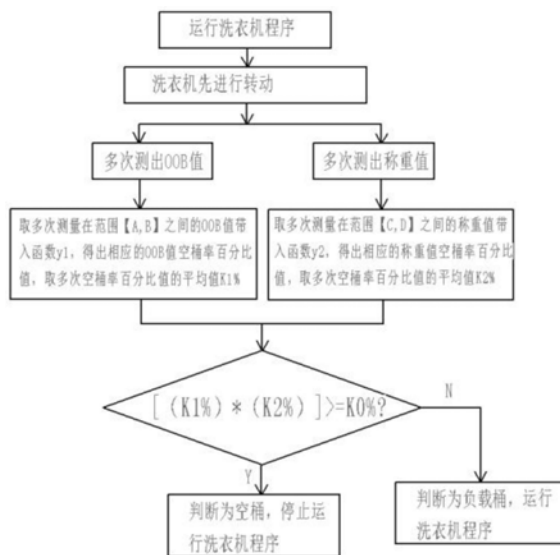 运行洗衣机程序
洗衣机先进行转动
多次测出OOB值
多次测出称重值
取多次测量在范围【A,B】之间的OOB值带
入函数y1，得出相应的OOB值空桶率百分比
值，取多次空桶率百分比值的平均值K1%
取多次测量在范围【C,D】之间的称重值带
入函数y2，得出相应的称重值空桶率百分比
值，取多次空桶率百分比值的平均值K2%
[（K1%）*（K2%）]>=K0%?
N
Y
判断为空桶，停止运
行洗衣机程序
判断为负载桶，运行
洗衣机程序